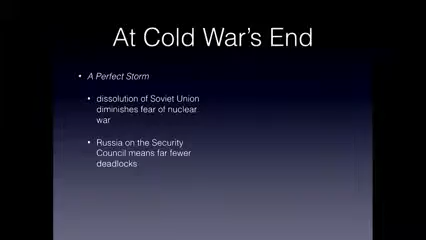 At Cold War's End
• A Perfect Storm
• dissolution of Soviet Union
diminishes fear of nuclear
war
• Russia on the Security
Council means far fewer
deadlocks